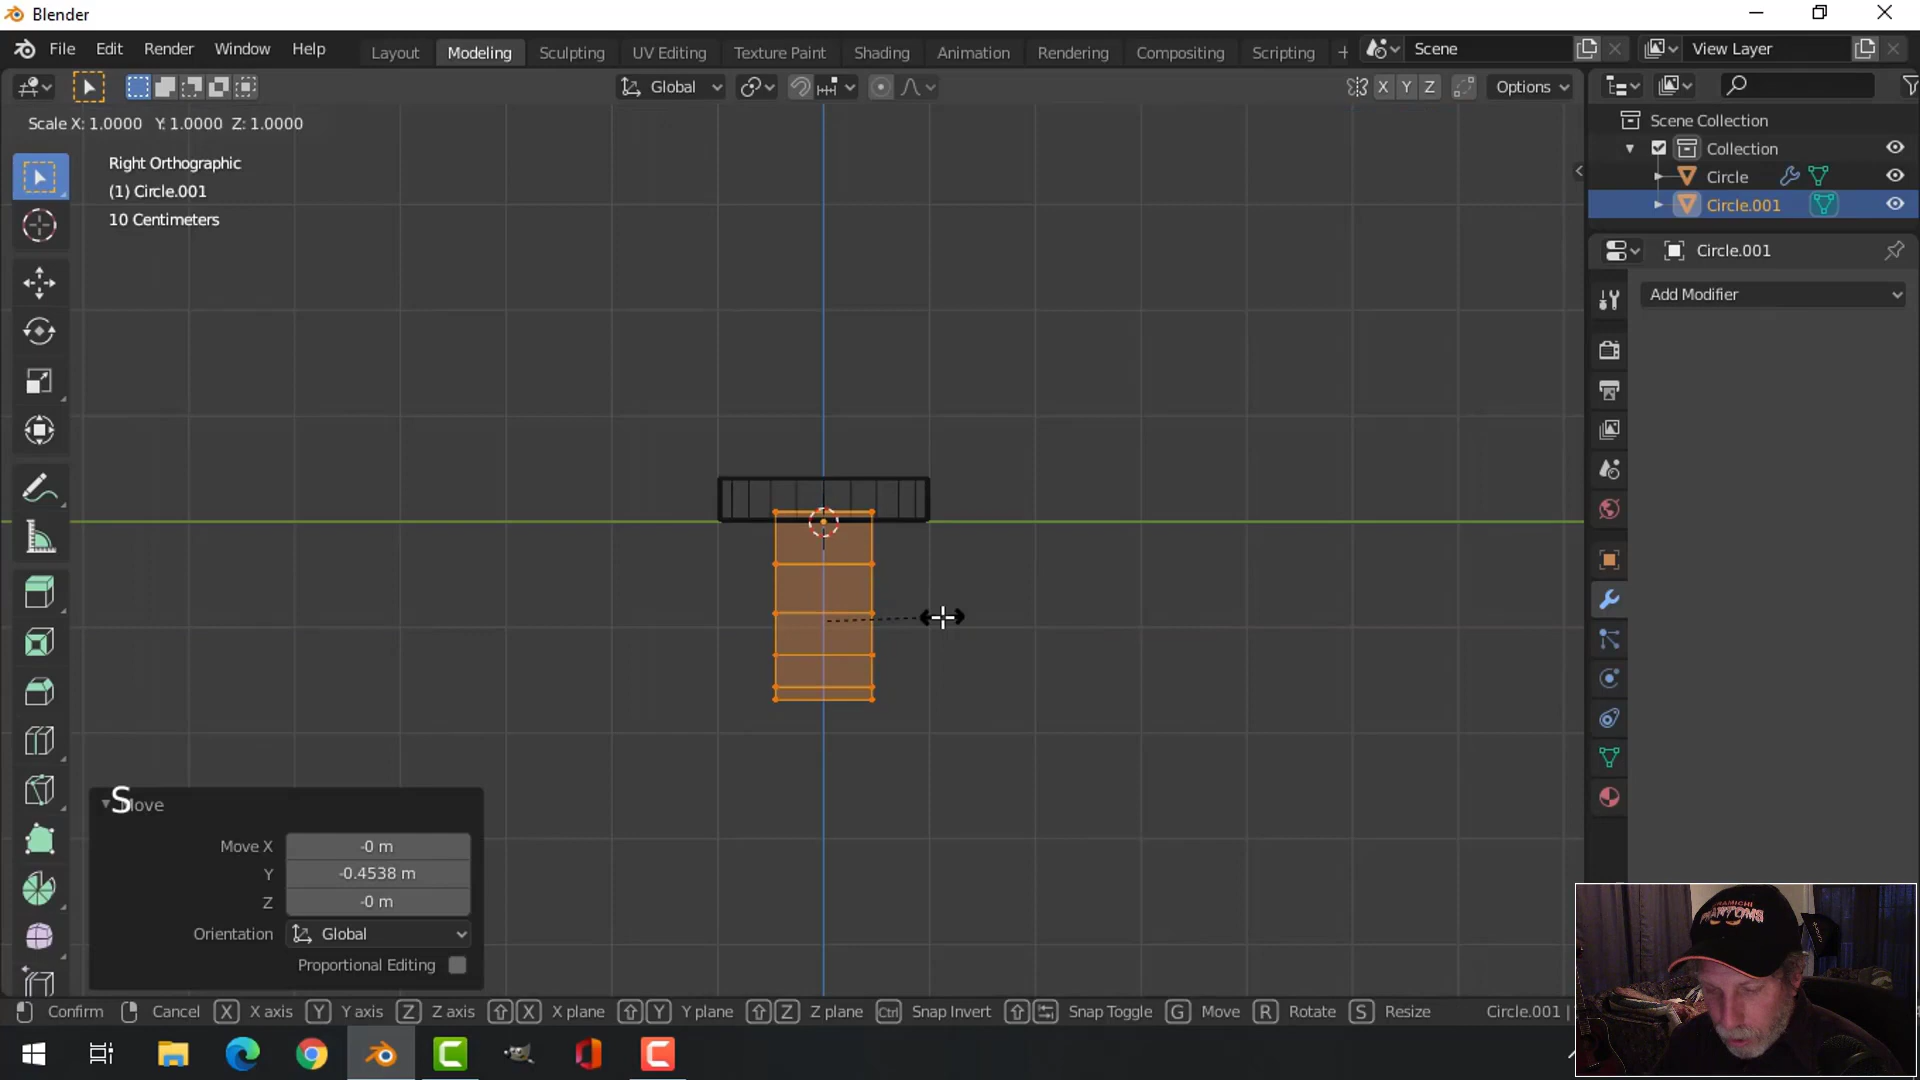 Blender
File Edit Render Window Help
Layout Modeling Sculpting UV Editing Texture Paint Shading Animation Rendering Compositing Scripting +
Scene
View Layer
Global
X Y Z
Options
Scale X: 1.0000 Y: 1.0000 Z: 1.0000
Right Orthographic
(1) Circle.001
10 Centimeters
Scene Collection
Collection
Circle
Circle.001
Circle.001
Add Modifier
S
ove
Move X -0 m
Y -0.4538 m
Z -0 m
Orientation Global
Proportional Editing
PHANTOMS
Confirm Cancel X X axis Y Y axis Z Z axis X X plane Y Y plane Z Z plane Ctrl Snap Invert Snap Toggle G Move R Rotate S Resize Circle.001 |